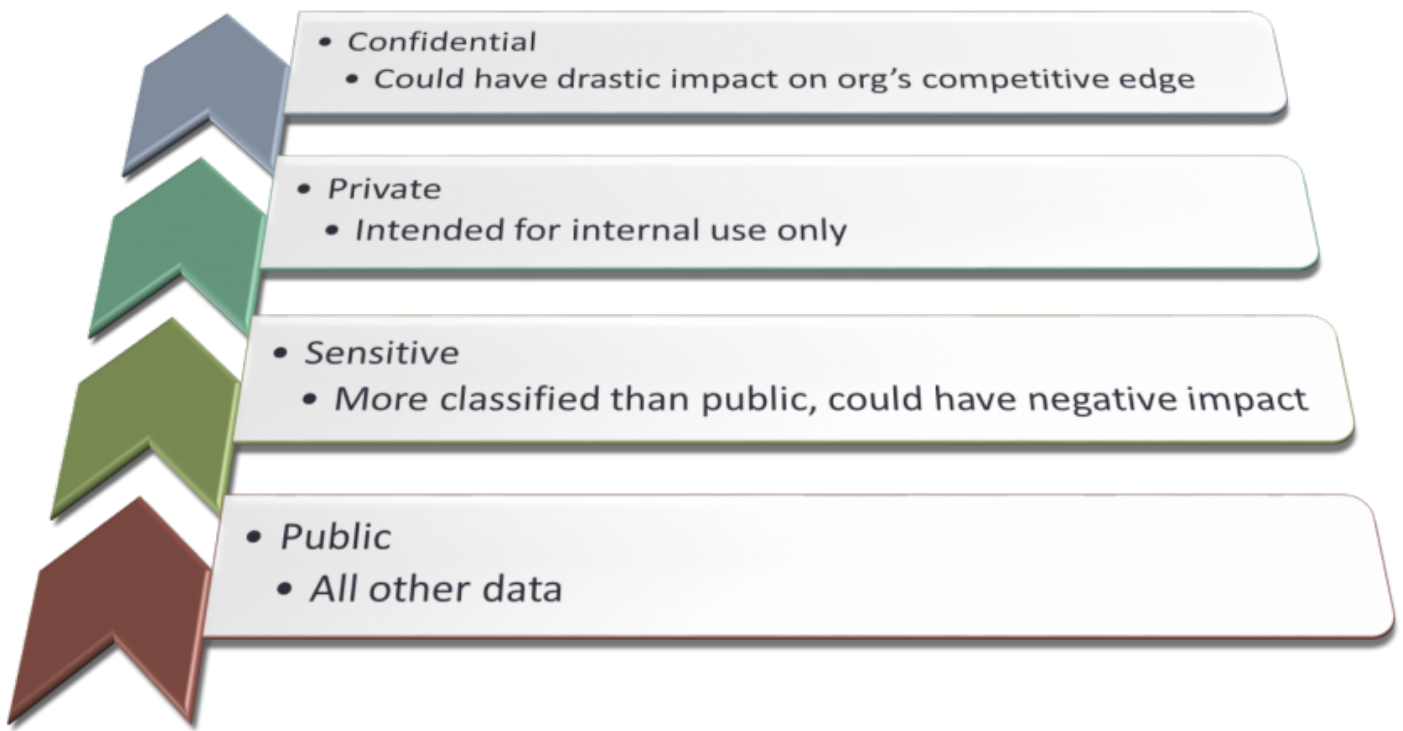 • Confidential
• Could have drastic impact on org’s competitive edge
• Private
• Intended for internal use only
• Sensitive
• More classified than public, could have negative impact
• Public
• All other data